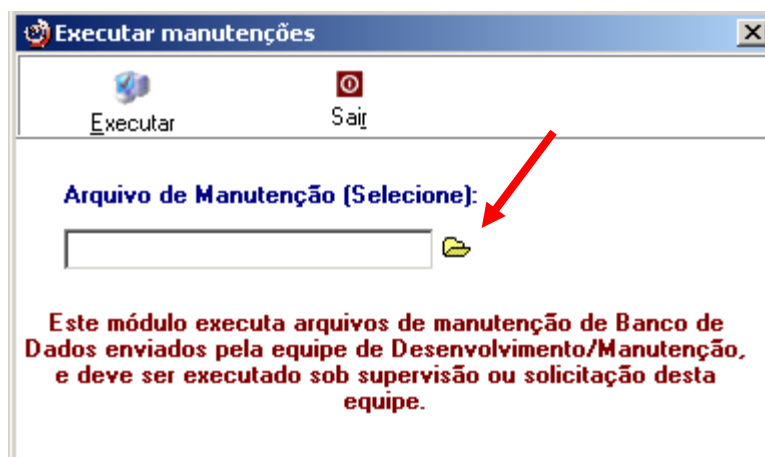 Executar manutenções
Executar
Sair
Arquivo de Manutenção (Selecione):
Este módulo executa arquivos de manutenção de Banco de
Dados enviados pela equipe de Desenvolvimento/Manutenção,
e deve ser executado sob supervisão ou solicitação desta
equipe.